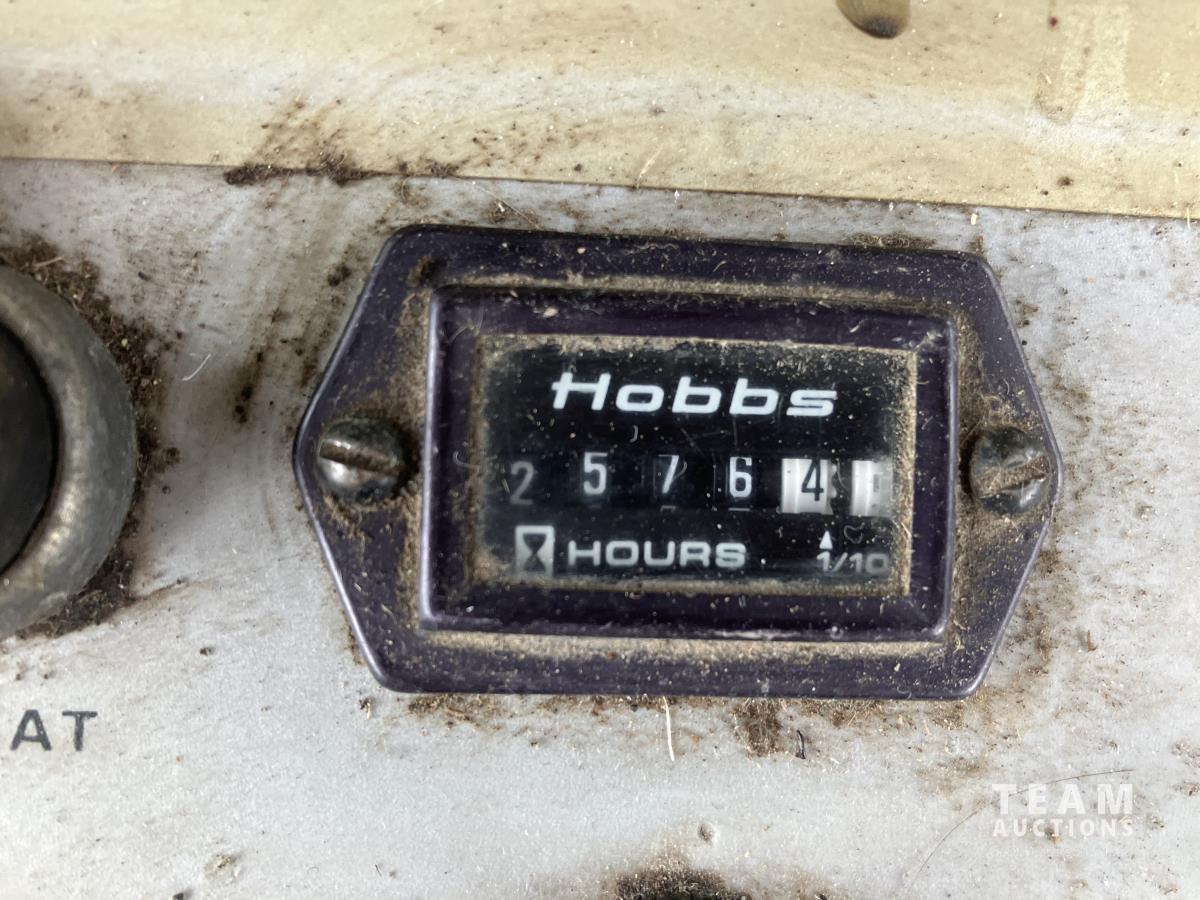 Hobbs
2 5 7 6 4
HOURS 1/10
AT
TEAM
AUCTIONS